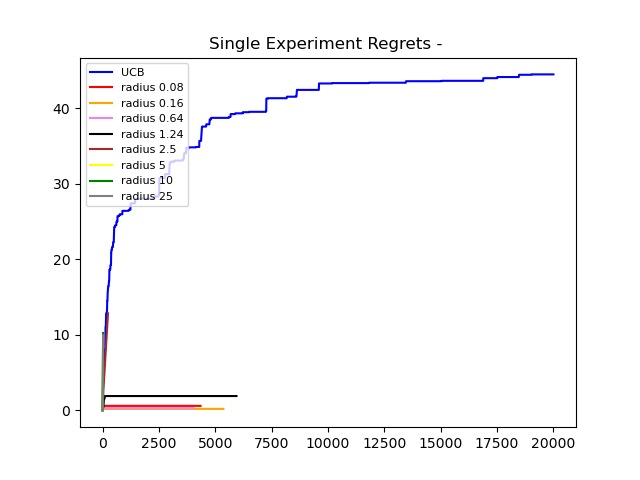 Single Experiment Regrets -
UCB
radius 0.08
radius 0.16
radius 0.64
radius 1.24
radius 2.5
radius 5
radius 10
radius 25
40
30
20
10
0
0 2500 5000 7500 10000 12500 15000 17500 20000